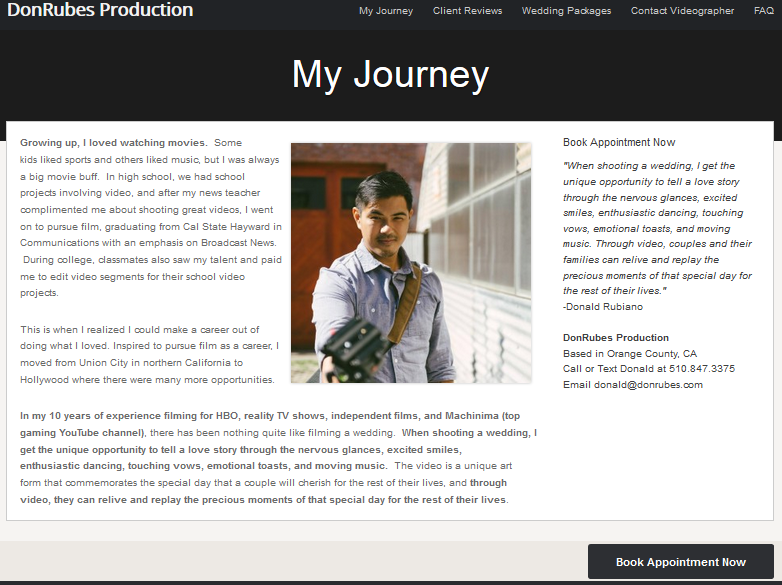 DonRubes Production
My Journey
Client Reviews
Wedding Packages
Contact Videographer
FAQ
My Journey
Growing up, I loved watching movies. Some
kids liked sports and others liked music, but I was always
a big movie buff. In high school, we had school
projects involving video, and after my news teacher
complimented me about shooting great videos, I went
on to pursue film, graduating from Cal State Hayward in
Communications with an emphasis on Broadcast News.
During college, classmates also saw my talent and paid
me to edit video segments for their school video
projects.
This is when I realized I could make a career out of
doing what I loved. Inspired to pursue film as a career, I
moved from Union City in northern California to
Hollywood where there were many more opportunities.
In my 10 years of experience filming for HBO, reality TV shows, independent films, and Machinima (top
gaming YouTube channel), there has been nothing quite like filming a wedding. When shooting a wedding, I
get the unique opportunity to tell a love story through the nervous glances, excited smiles,
enthusiastic dancing, touching vows, emotional toasts, and moving music. The video is a unique art
form that commemorates the special day that a couple will cherish for the rest of their lives, and through
video, they can relive and replay the precious moments of that special day for the rest of their lives.
Book Appointment Now
"When shooting a wedding, I get the
unique opportunity to tell a love story
through the nervous glances, excited
smiles, enthusiastic dancing, touching
vows, emotional toasts, and moving
music. Through video, couples and their
families can relive and replay the
precious moments of that special day for
the rest of their lives."
-Donald Rubiano
DonRubes Production
Based in Orange County, CA
Call or Text Donald at 510.847.3375
Email donald@donrubes.com
Book Appointment Now